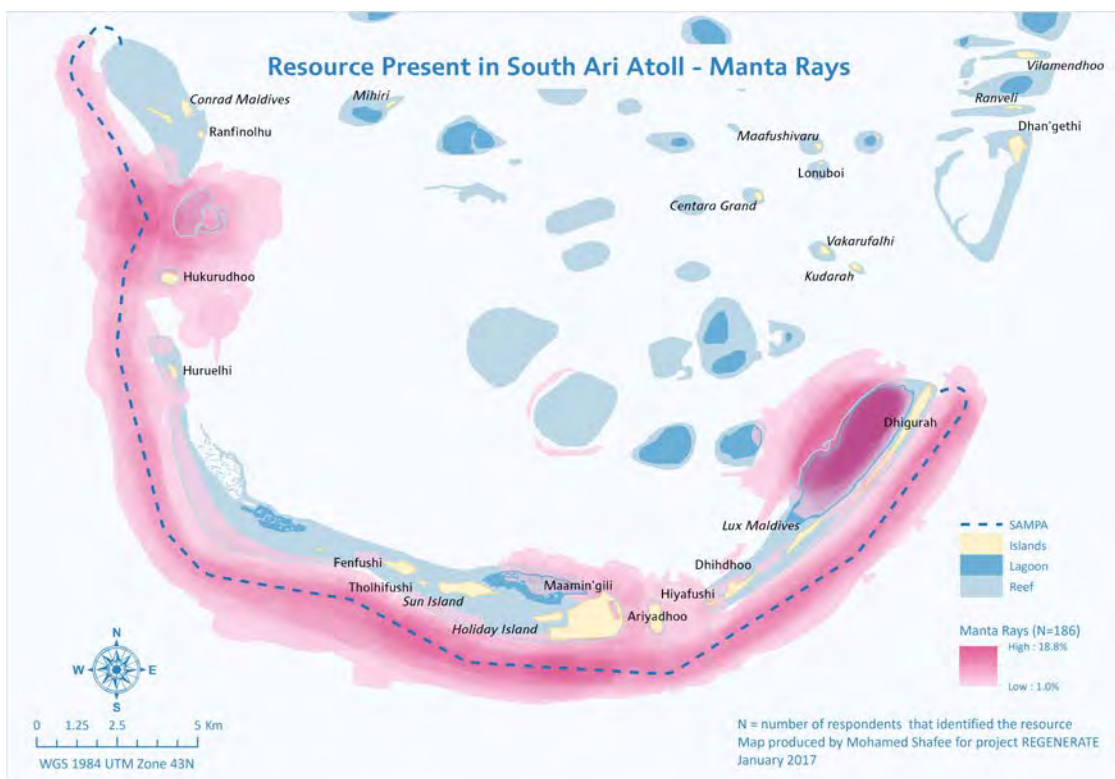 Resource Present in South Ari Atoll - Manta Rays
Vilamendhoo
Conrad Maldives
Mihiri
Ranveli
Ranfinolhu
Dhan'gethi
Maafushivaru
Lonuboi
Centara Grand
Vakarufalhi
Hukurudhoo
Kudarah
Huruelhi
Dhigurah
Lux Maldives
Fenfushi
Dhihdhoo
Tholhifushi
Maamin'gili
Hiyafushi
Sun Island
Ariyadhoo
Holiday Island
SAMPA
Islands
Lagoon
Reef
Manta Rays (N=186)
High : 18.8%
Low : 1.0%
N
W E
S
0 1.25 2.5 5 Km
WGS 1984 UTM Zone 43N
N = number of respondents that identified the resource
Map produced by Mohamed Shafee for project REGENERATE
January 2017